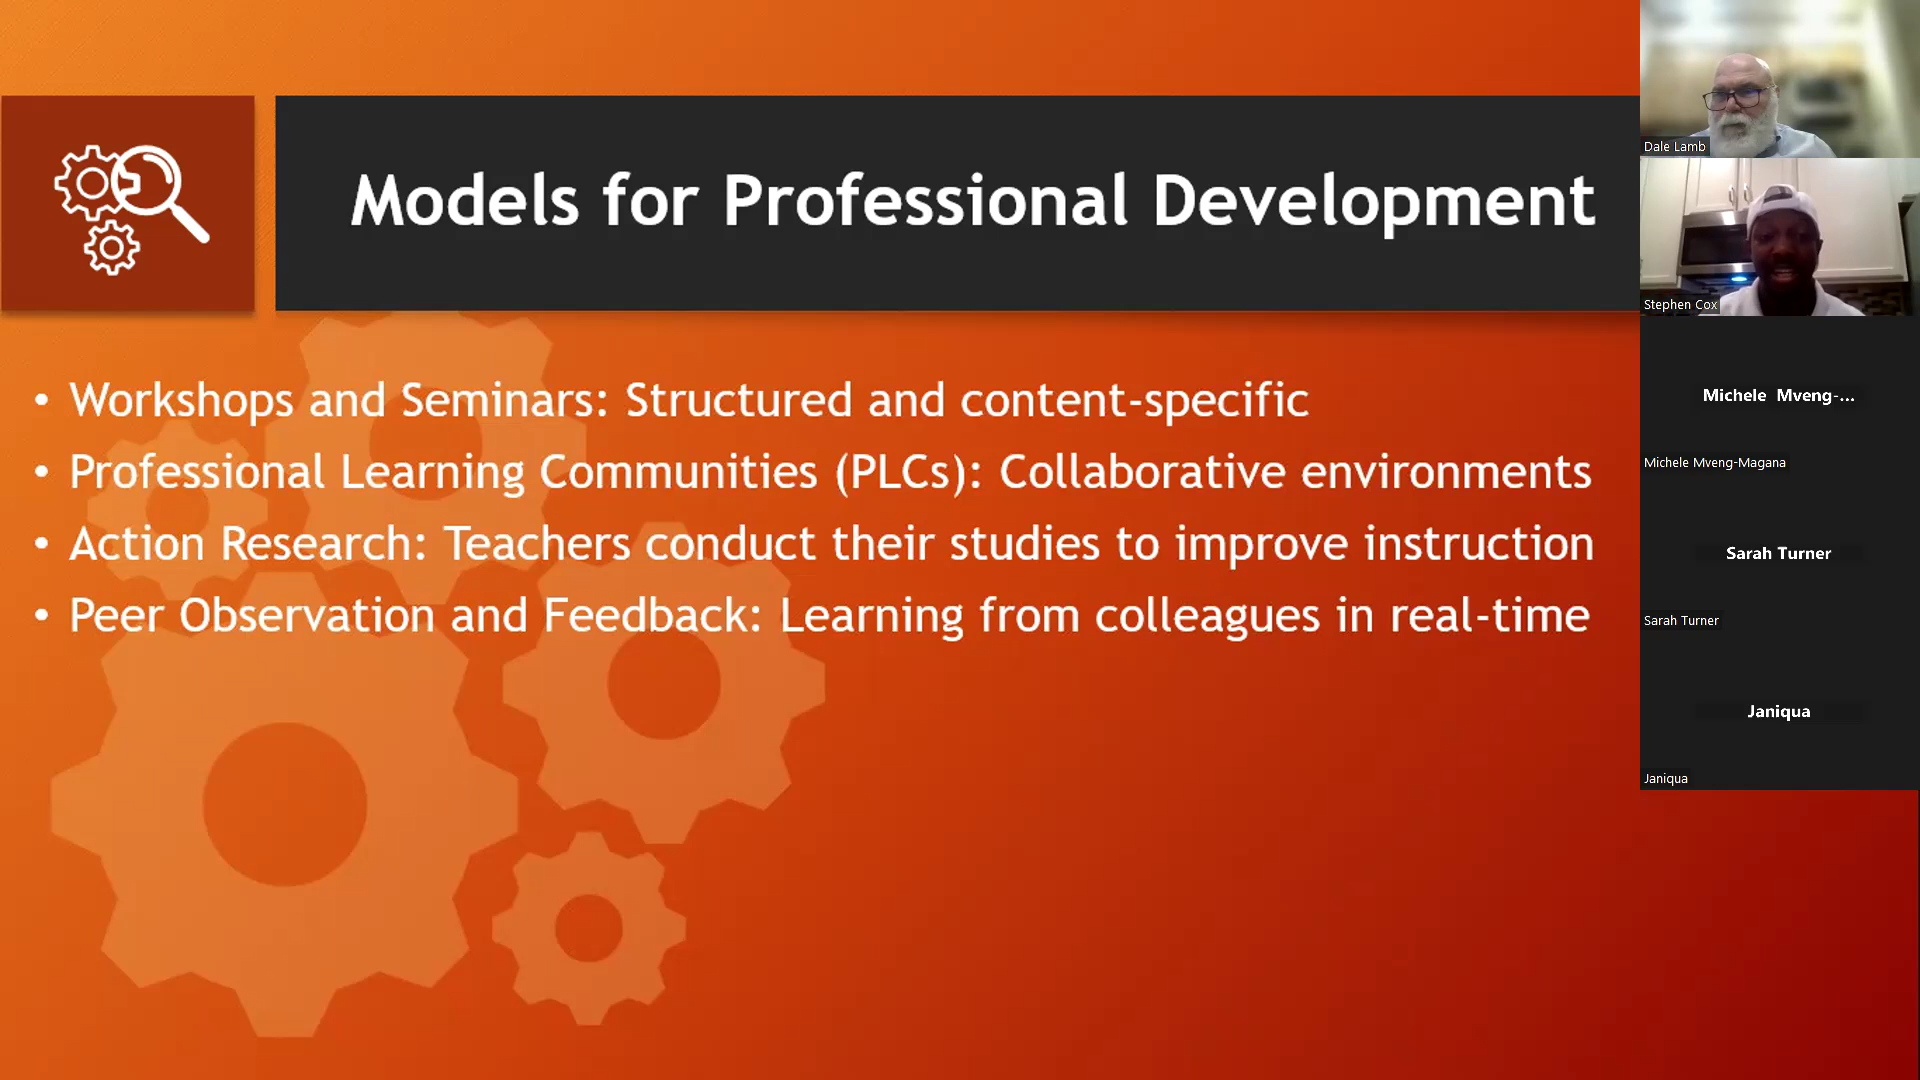 Models for Professional Development
• Workshops and Seminars: Structured and content-specific
• Professional Learning Communities (PLCs): Collaborative environments
• Action Research: Teachers conduct their studies to improve instruction
• Peer Observation and Feedback: Learning from colleagues in real-time
Dale Lamb
Stephen Cox
Michele Mveng-...
Michele Mveng-Magana
Sarah Turner
Sarah Turner
Janiqua
Janiqua